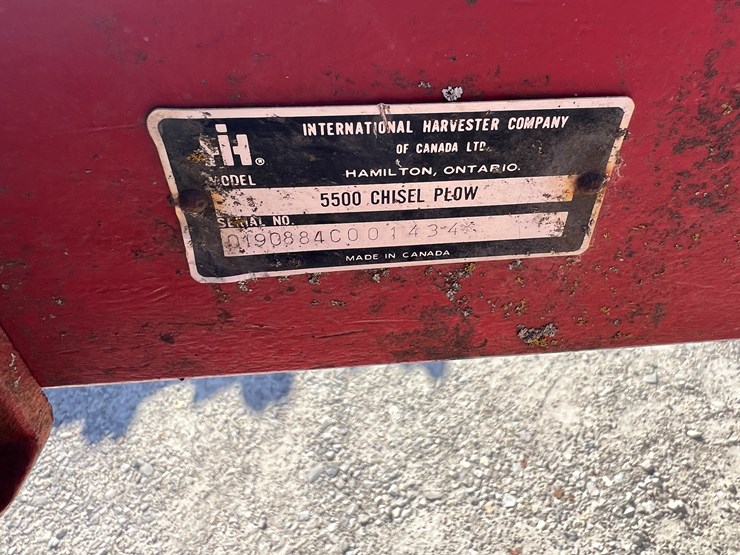 IH®
INTERNATIONAL HARVESTER COMPANY
OF CANADA LTD.
HAMILTON, ONTARIO.
MODEL
5500 CHISEL PLOW
SERIAL NO.
0190884C001434
MADE IN CANADA